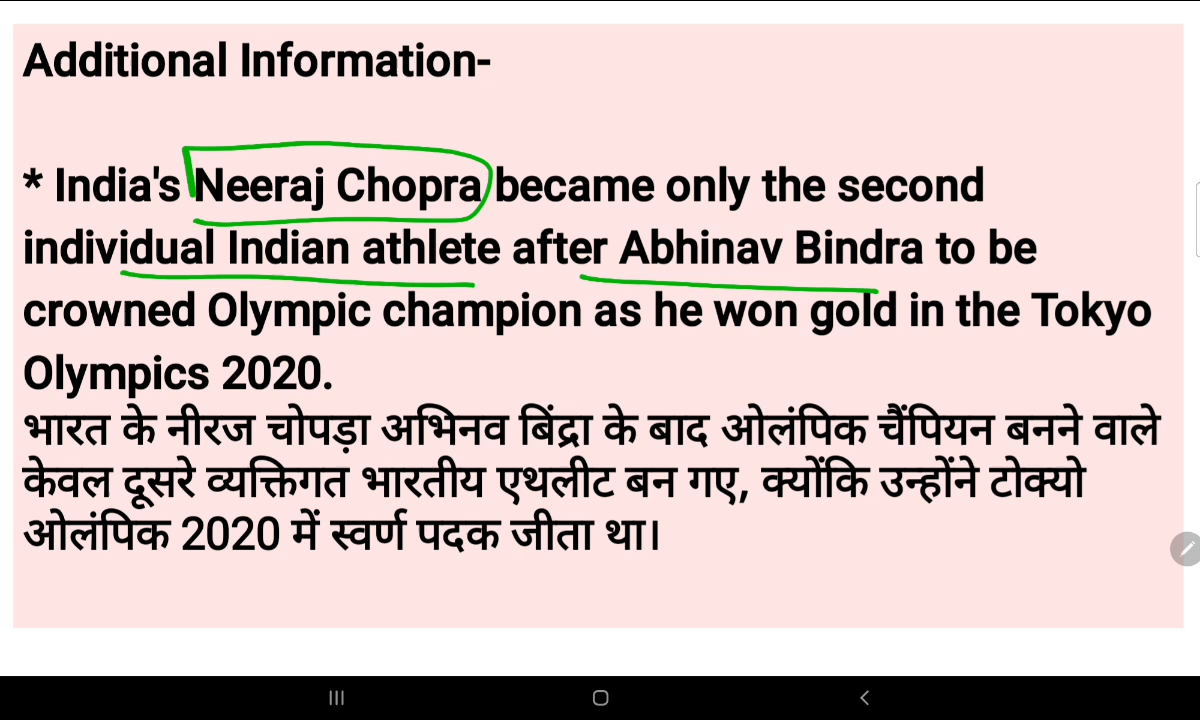 Additional Information-
* India's Neeraj Chopra became only the second
individual Indian athlete after Abhinav Bindra to be
crowned Olympic champion as he won gold in the Tokyo
Olympics 2020.
भारत के नीरज चोपड़ा अभिनव बिंद्रा के बाद ओलंपिक चैंपियन बनने वाले
केवल दूसरे व्यक्तिगत भारतीय एथलीट बन गए, क्योंकि उन्होंने टोक्यो
ओलंपिक 2020 में स्वर्ण पदक जीता था।